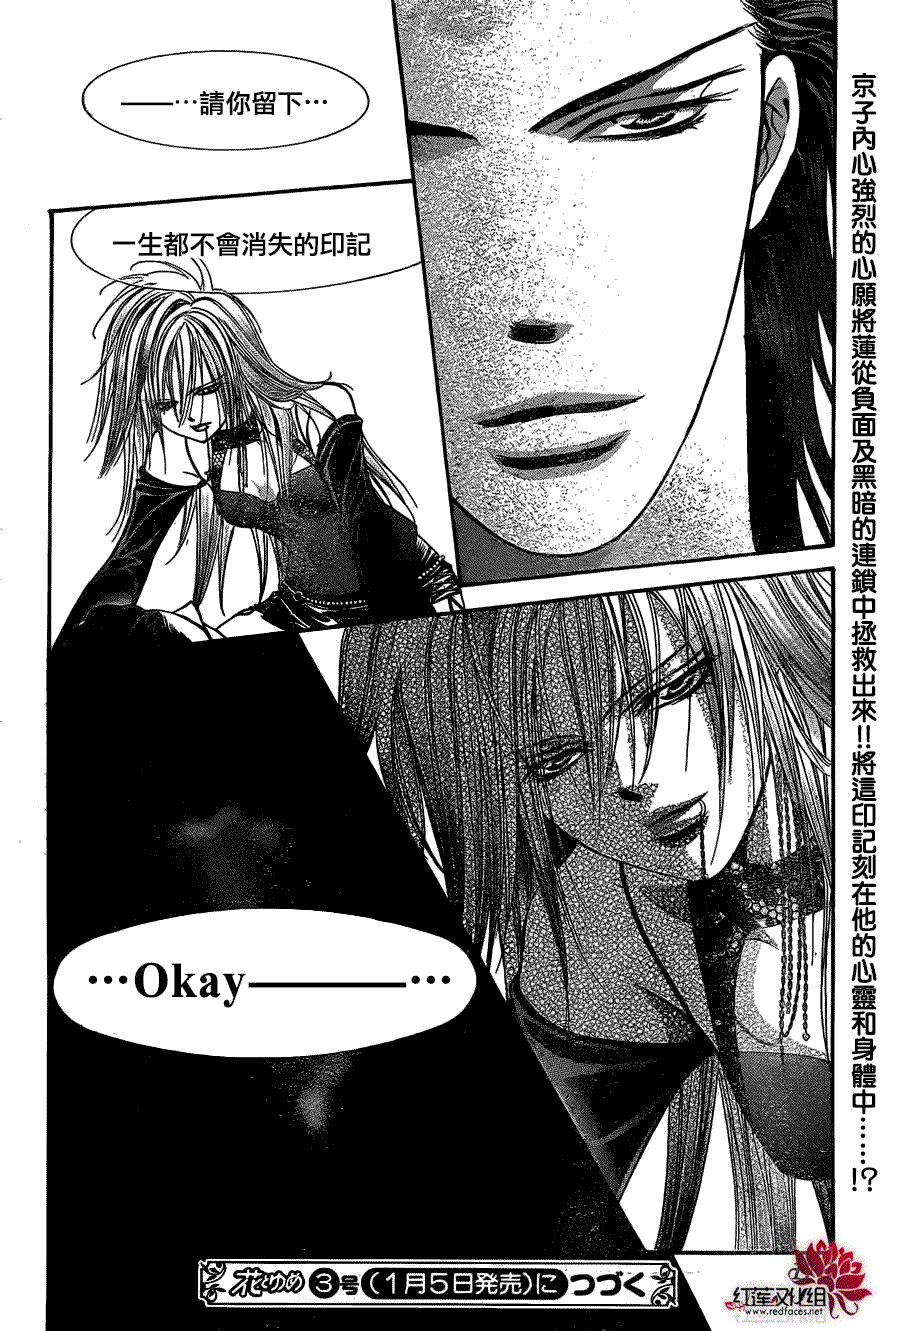 ——…請你留下…
一生都不會消失的印記
京子內心強烈的心願將蓮從負面及黑暗的連鎖中拯救出來!!將這印記刻在他的心靈和身體中……!?
…Okay———…
花とゆめ3号(1月5日発売)につづく
紅蓮汉化组
www.redfaces.net